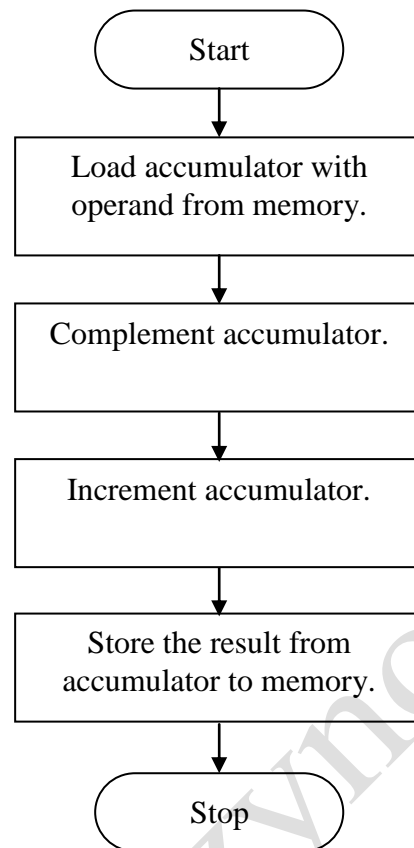 Start
Load accumulator with
operand from memory.
Complement accumulator.
Increment accumulator.
Store the result from
accumulator to memory.
Stop